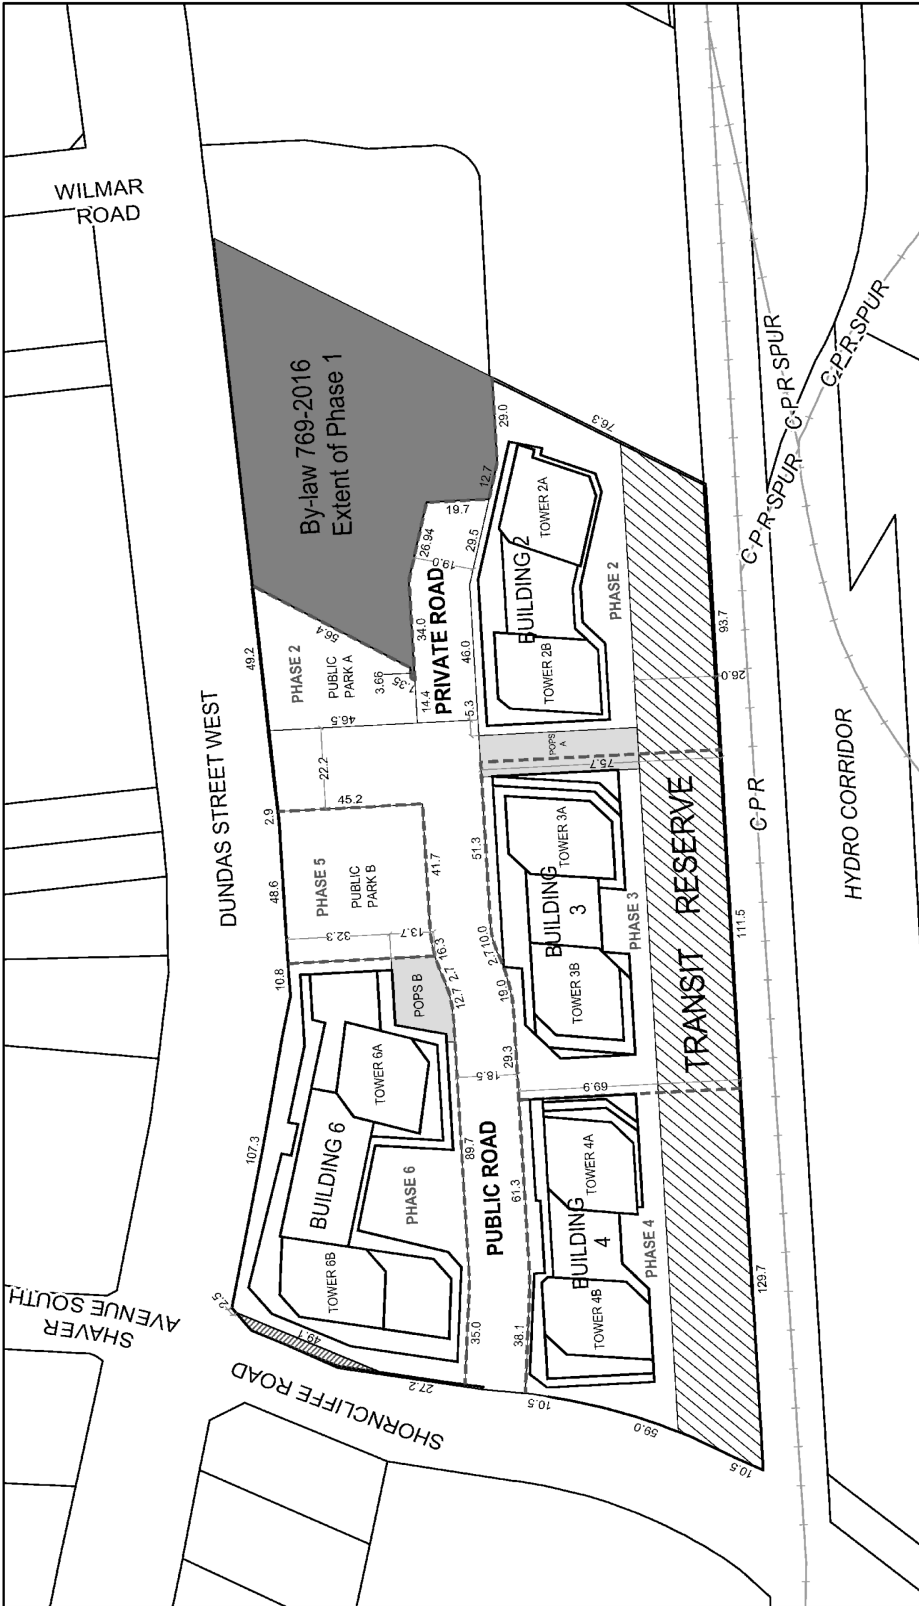 WILMAR
ROAD
By-law 769-2016
Extent of Phase 1
DUNDAS STREET WEST
49.2
56.4
PHASE 2
PUBLIC
PARK A
3.66
7.35
14.4
34.0
26.94
19.0
19.7
12.7
29.0
29.5
46.0
5.3
PRIVATE ROAD
76.3
BUILDING 2
TOWER 2A
TOWER 2B
PHASE 2
93.7
26.0
46.5
22.2
45.2
2.9
48.6
PHASE 5
PUBLIC
PARK B
41.7
51.3
32.3
13.7
16.3
2.7
12.7
10.0
2.7
19.0
29.3
18.5
POPS
A
75.7
BUILDING
3
TOWER 3A
TOWER 3B
PHASE 3
TRANSIT RESERVE
111.5
10.8
POPS B
TOWER 6A
BUILDING 6
TOWER 6B
PHASE 6
107.3
89.7
PUBLIC ROAD
61.3
69.9
BUILDING
4
TOWER 4A
TOWER 4B
PHASE 4
129.7
35.0
38.1
2.5
49.1
27.2
10.5
59.0
10.5
SHAVER
AVENUE SOUTH
SHORNCLIFFE ROAD
C-P-R-SPUR
C-P-R-SPUR
C-P-R-SPUR
C-P-R
HYDRO CORRIDOR